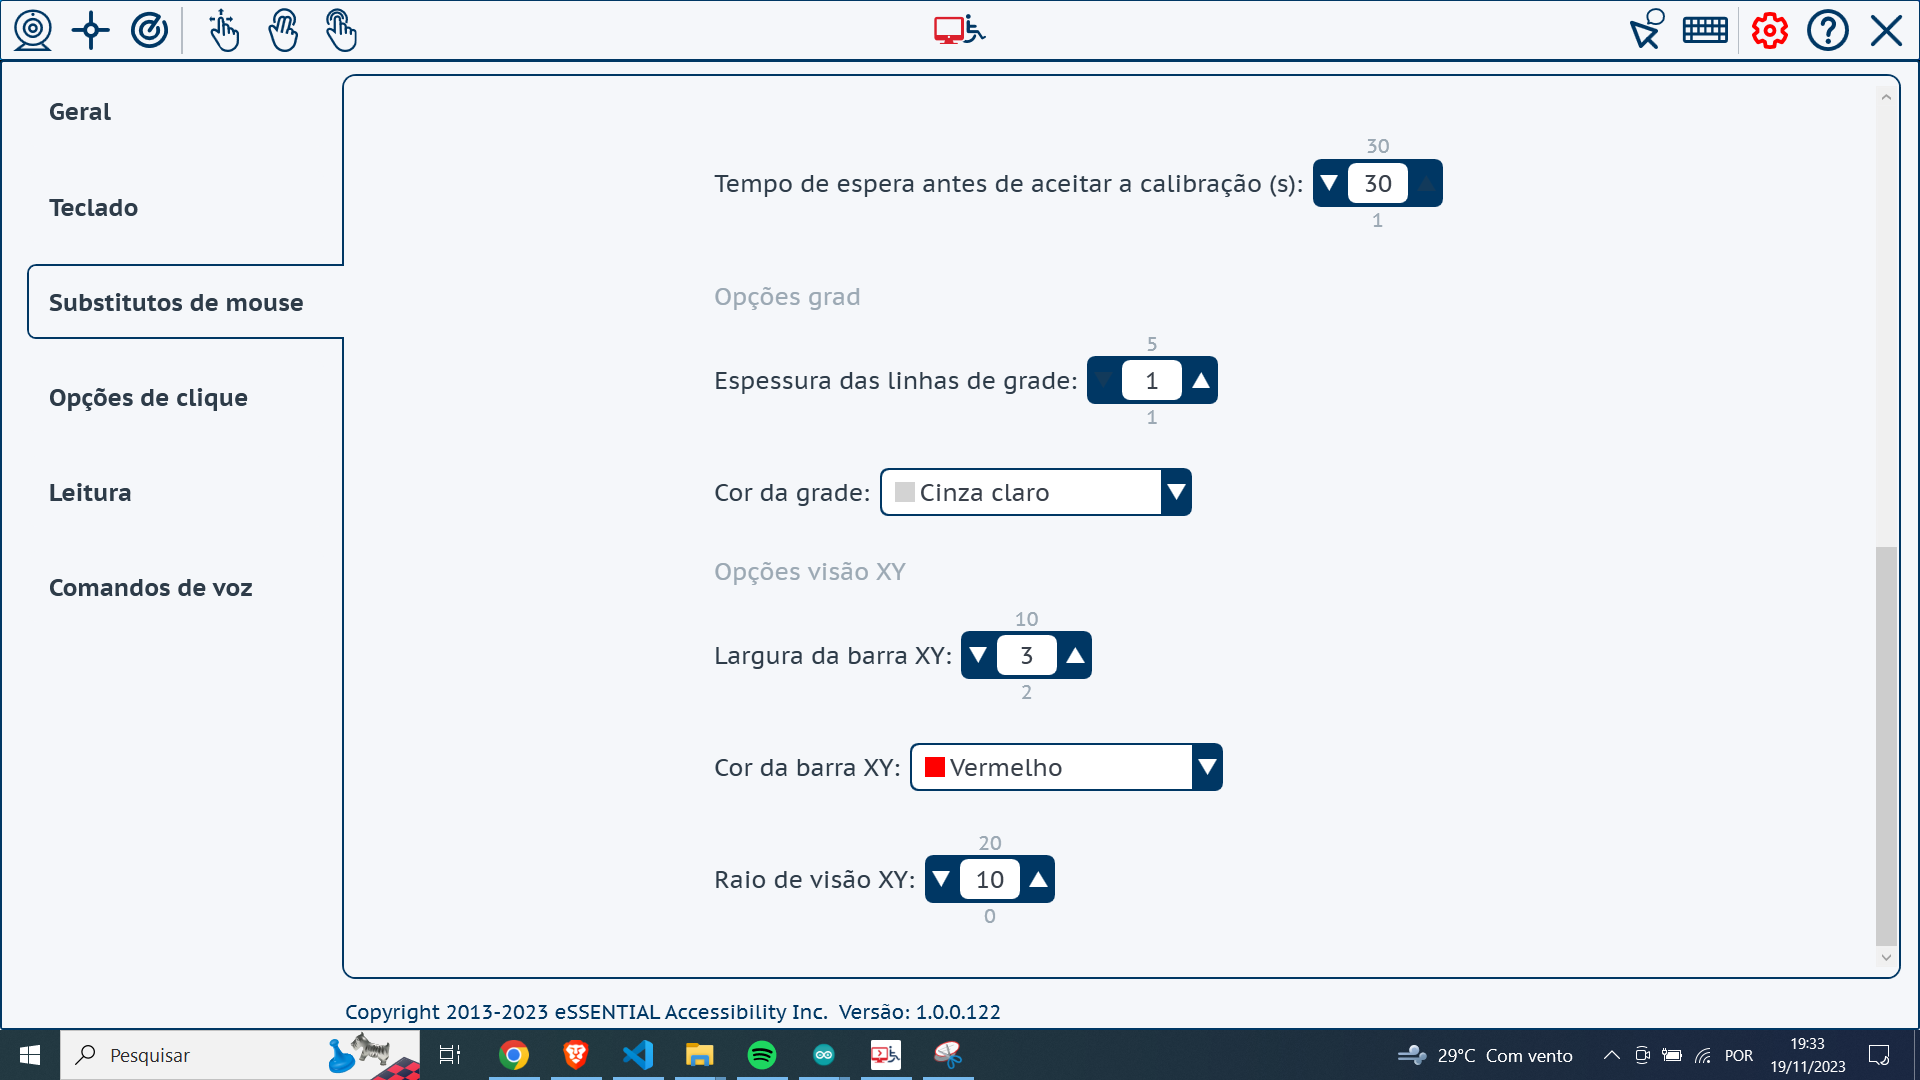 Geral
Teclado
Substitutos de mouse
Opções de clique
Leitura
Comandos de voz
30
Tempo de espera antes de aceitar a calibração (s): 30
1
Opções grad
5
Espessura das linhas de grade: 1
1
Cor da grade: Cinza claro
Opções visão XY
10
Largura da barra XY: 3
2
Cor da barra XY: Vermelho
20
Raio de visão XY: 10
0
Copyright 2013-2023 eSSENTIAL Accessibility Inc. Versão: 1.0.0.122
Pesquisar
29°C Com vento
POR
19:33
19/11/2023